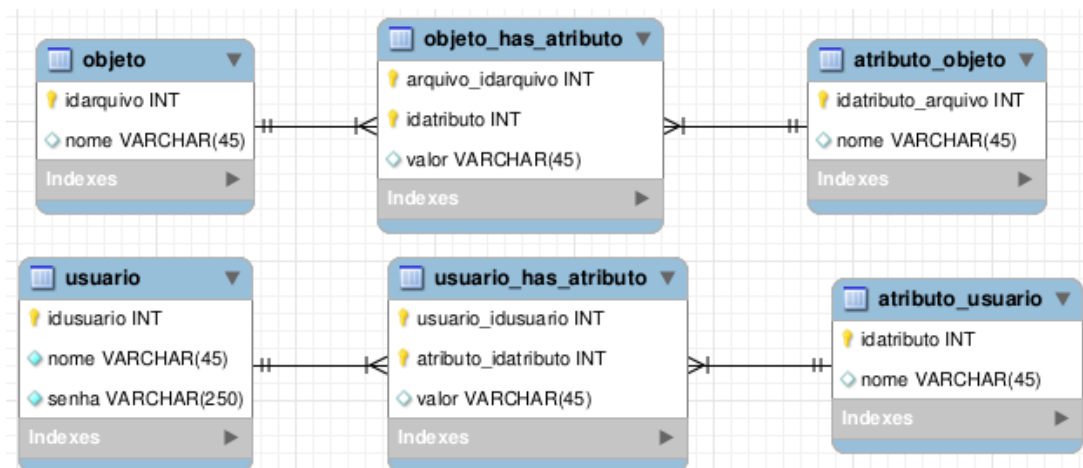 objeto
idarquivo INT
nome VARCHAR(45)
Indexes
objeto_has_atributo
arquivo_idarquivo INT
idatributo INT
valor VARCHAR(45)
Indexes
atributo_objeto
idatributo_arquivo INT
nome VARCHAR(45)
Indexes
usuario
idusuario INT
nome VARCHAR(45)
senha VARCHAR(250)
Indexes
usuario_has_atributo
usuario_idusuario INT
atributo_idatributo INT
valor VARCHAR(45)
Indexes
atributo_usuario
idatributo INT
nome VARCHAR(45)
Indexes